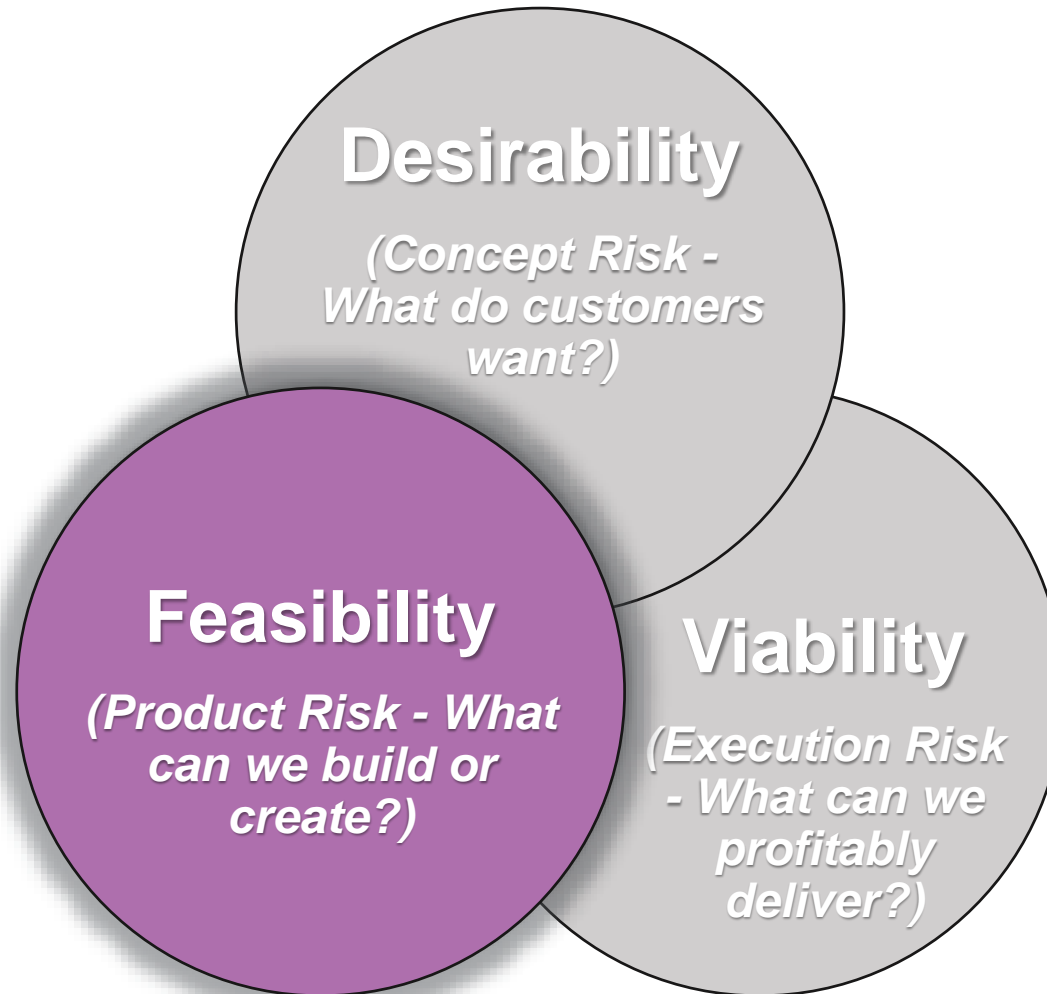 Desirability
(Concept Risk -
What do customers
want?)
Feasibility
(Product Risk - What
can we build or
create?)
Viability
(Execution Risk
- What can we
profitably
deliver?)